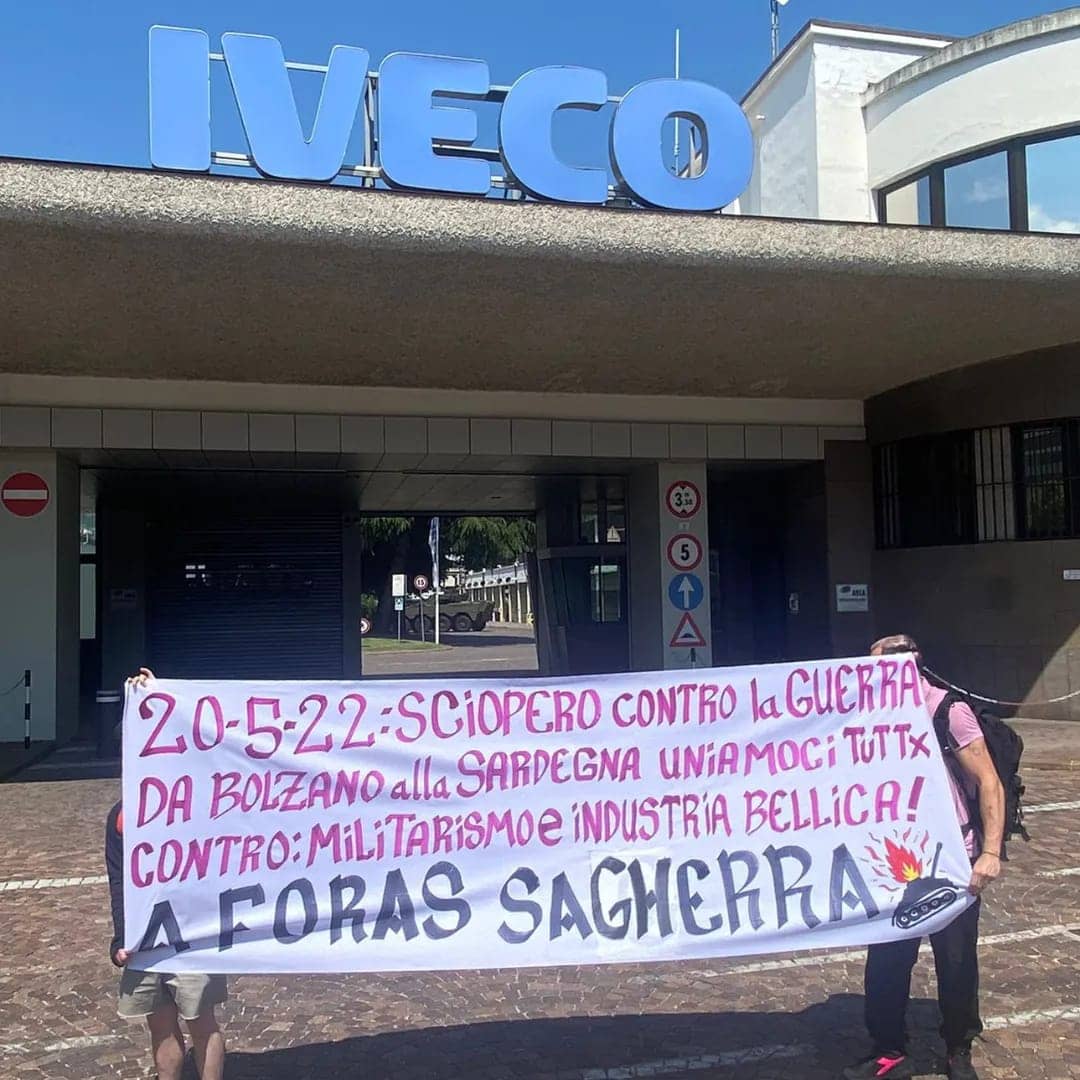 IVECO
3,m30
5
20-5-22: SCiOPERO CONTRO la GUERRA
DA BOLZANO alla SARDEGNA UNIAMOCI TUTTX
CONTRO: MiLiTARiSMO e iNDUSTRiA BELLiCA!
A FORAS SAGHERRA